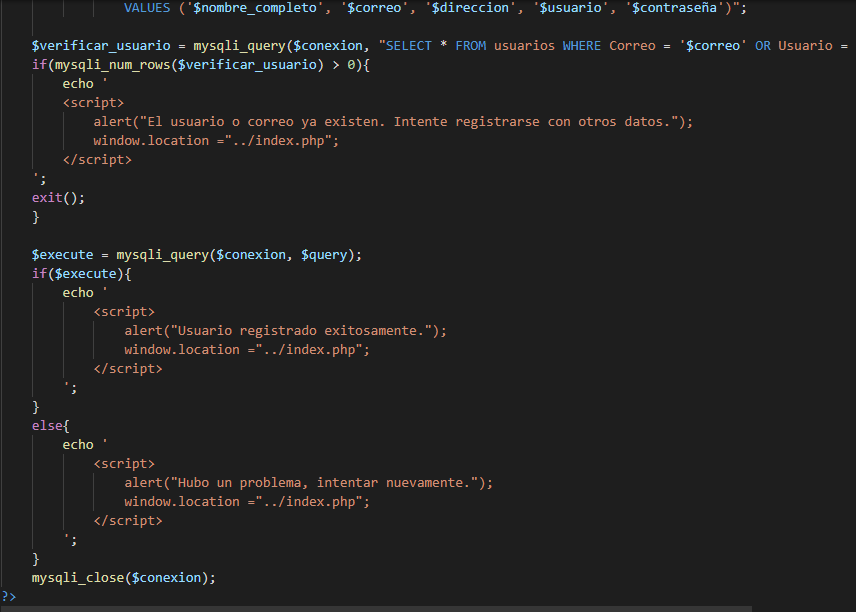 VALUES ('$nombre_completo', '$correo', '$direccion', '$usuario', '$contraseña')";
$verificar_usuario = mysqli_query($conexion, "SELECT * FROM usuarios WHERE Correo = '$correo' OR Usuario =
if(mysqli_num_rows($verificar_usuario) > 0){
echo '
<script>
alert("El usuario o correo ya existen. Intente registrarse con otros datos.");
window.location ="../index.php";
</script>
';
exit();
}
$execute = mysqli_query($conexion, $query);
if($execute){
echo '
<script>
alert("Usuario registrado exitosamente.");
window.location ="../index.php";
</script>
';
}
else{
echo '
<script>
alert("Hubo un problema, intentar nuevamente.");
window.location ="../index.php";
</script>
';
}
mysqli_close($conexion);
?>